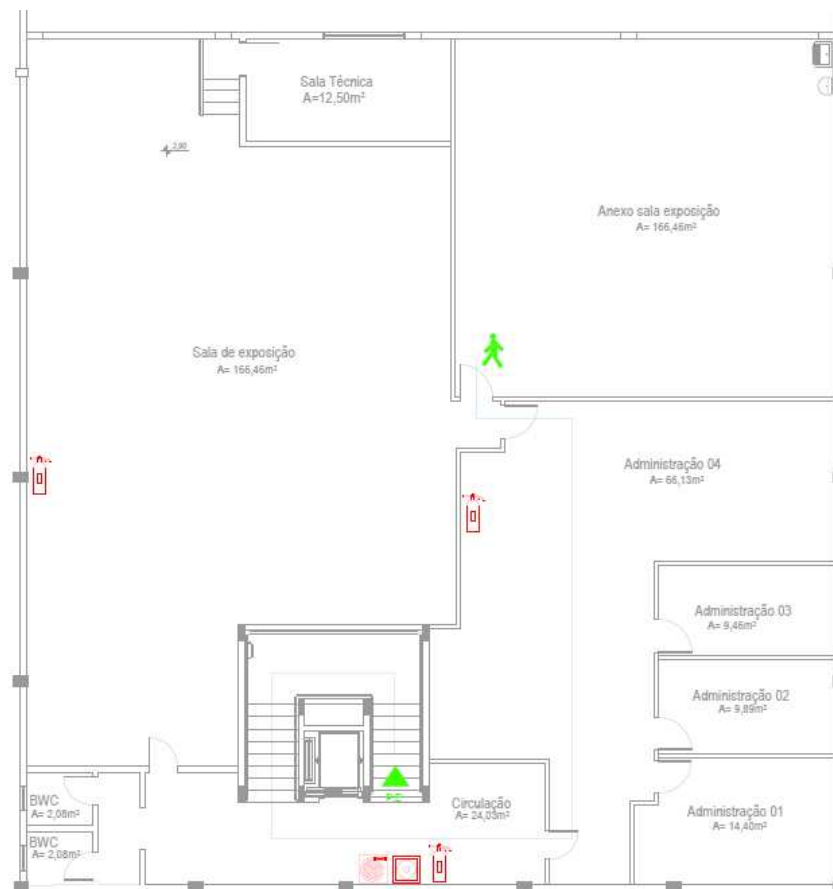 Sala Técnica
A=12,50m²
2,90
Anexo sala exposição
A= 166,46m²
Sala de exposição
A= 166,46m²
Administração 04
A= 66,13m²
Administração 03
A= 9,46m²
Administração 02
A= 9,89m²
Administração 01
A= 14,40m²
Circulação
A= 24,03m²
BWC
A= 2,08m²
BWC
A= 2,08m²